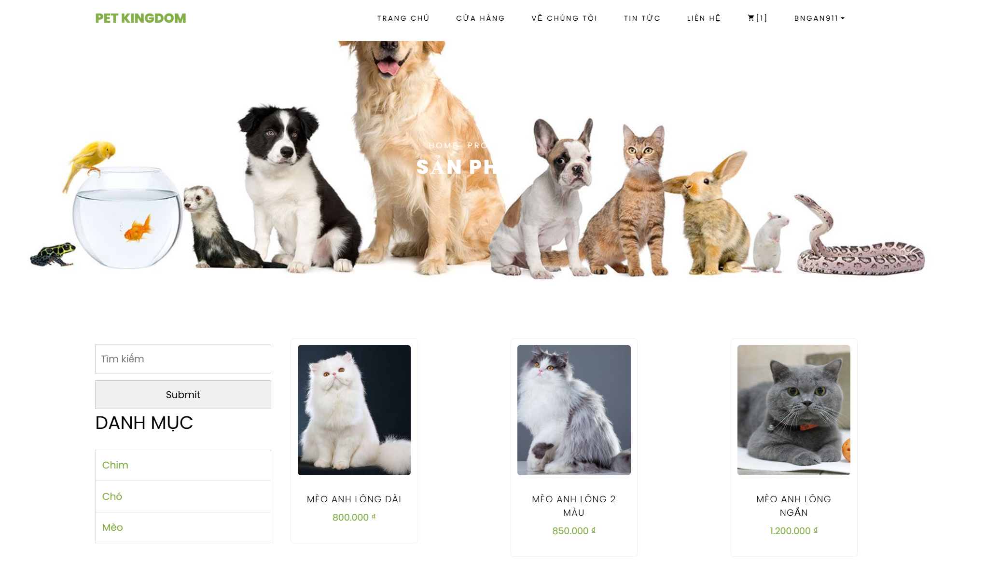 PET KINGDOM
TRANG CHỦ
CỬA HÀNG
VỀ CHÚNG TÔI
TIN TỨC
LIÊN HỆ
[1]
BNGAN911
HOME PRO
SẢN PH
Tìm kiếm
Submit
DANH MỤC
Chim
Chó
Mèo
MÈO ANH LÔNG DÀI
800.000 ₫
MÈO ANH LÔNG 2
MÀU
850.000 ₫
MÈO ANH LÔNG
NGẮN
1.200.000 ₫